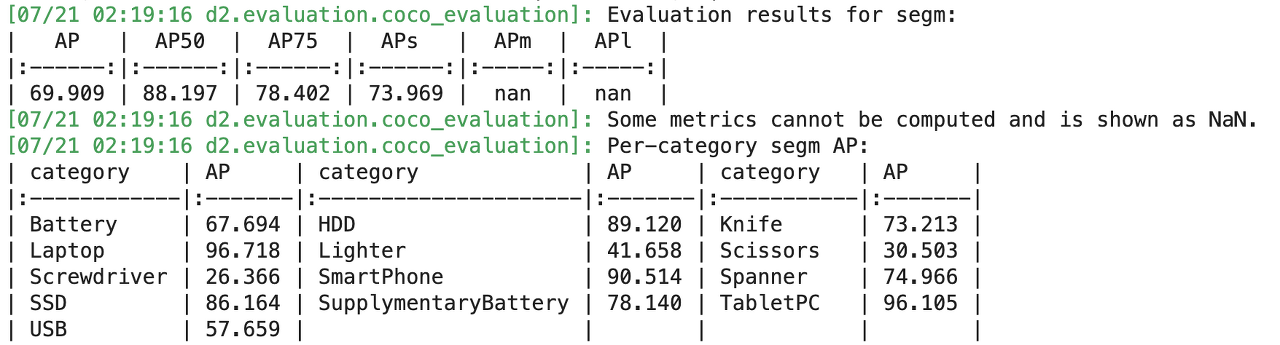 [07/21 02:19:16 d2.evaluation.coco_evaluation]: Evaluation results for segm:
|   AP   |  AP50  |  AP75  |  APs   |  APm  |  APl  |
|:------:|:------:|:------:|:------:|:-----:|:-----:|
| 69.909 | 88.197 | 78.402 | 73.969 |  nan  |  nan  |
[07/21 02:19:16 d2.evaluation.coco_evaluation]: Some metrics cannot be computed and is shown as NaN.
[07/21 02:19:16 d2.evaluation.coco_evaluation]: Per-category segm AP:
| category    | AP     | category             | AP     | category   | AP     |
|:------------|:-------|:---------------------|:-------|:-----------|:-------|
| Battery     | 67.694 | HDD                  | 89.120 | Knife      | 73.213 |
| Laptop      | 96.718 | Lighter              | 41.658 | Scissors   | 30.503 |
| Screwdriver | 26.366 | SmartPhone           | 90.514 | Spanner    | 74.966 |
| SSD         | 86.164 | SupplymentaryBattery | 78.140 | TabletPC   | 96.105 |
| USB         | 57.659 |                      |        |            |        |